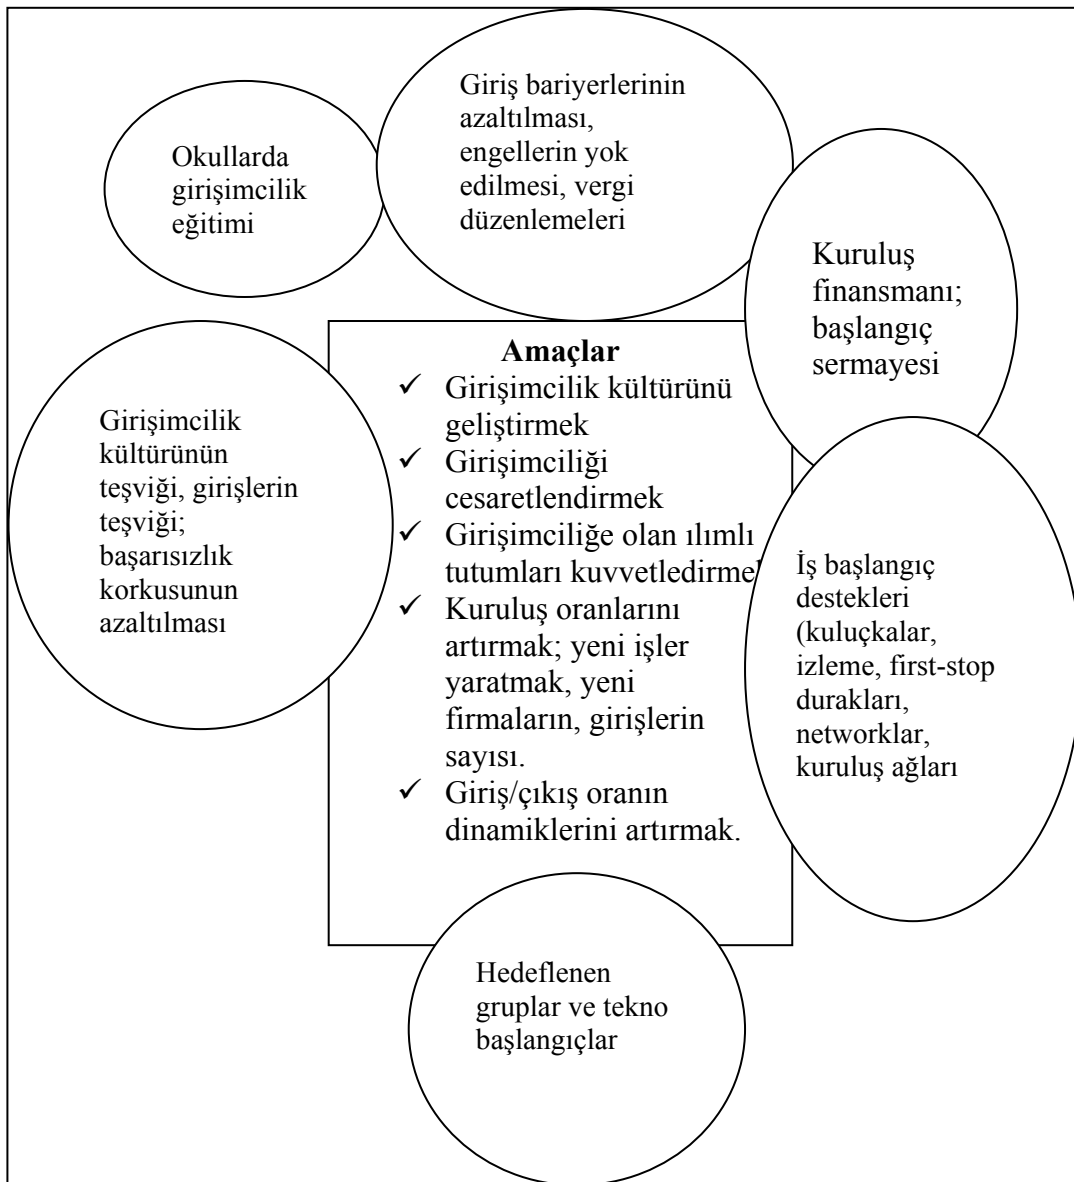 Giriş bariyerlerinin
azaltılması,
engellerin yok
edilmesi, vergi
düzenlemeleri
Okullarda
girişimcilik
eğitimi
Kuruluş
finansmanı;
başlangıç
sermayesi
Amaçlar
✓ Girişimcilik kültürünü
geliştirmek
✓ Girişimciliği
cesaretlendirmek
✓ Girişimciliğe olan ılımlı
tutumları kuvvetledirme
✓ Kuruluş oranlarını
artırmak; yeni işler
yaratmak, yeni
firmaların, girişlerin
sayısı.
✓ Giriş/çıkış oranın
dinamiklerini artırmak.
Girişimcilik
kültürünün
teşviği, girişlerin
teşviği;
başarısızlık
korkusunun
azaltılması
İş başlangıç
destekleri
(kuluçkalar,
izleme, first-stop
durakları,
networklar,
kuruluş ağları
Hedeflenen
gruplar ve tekno
başlangıçlar